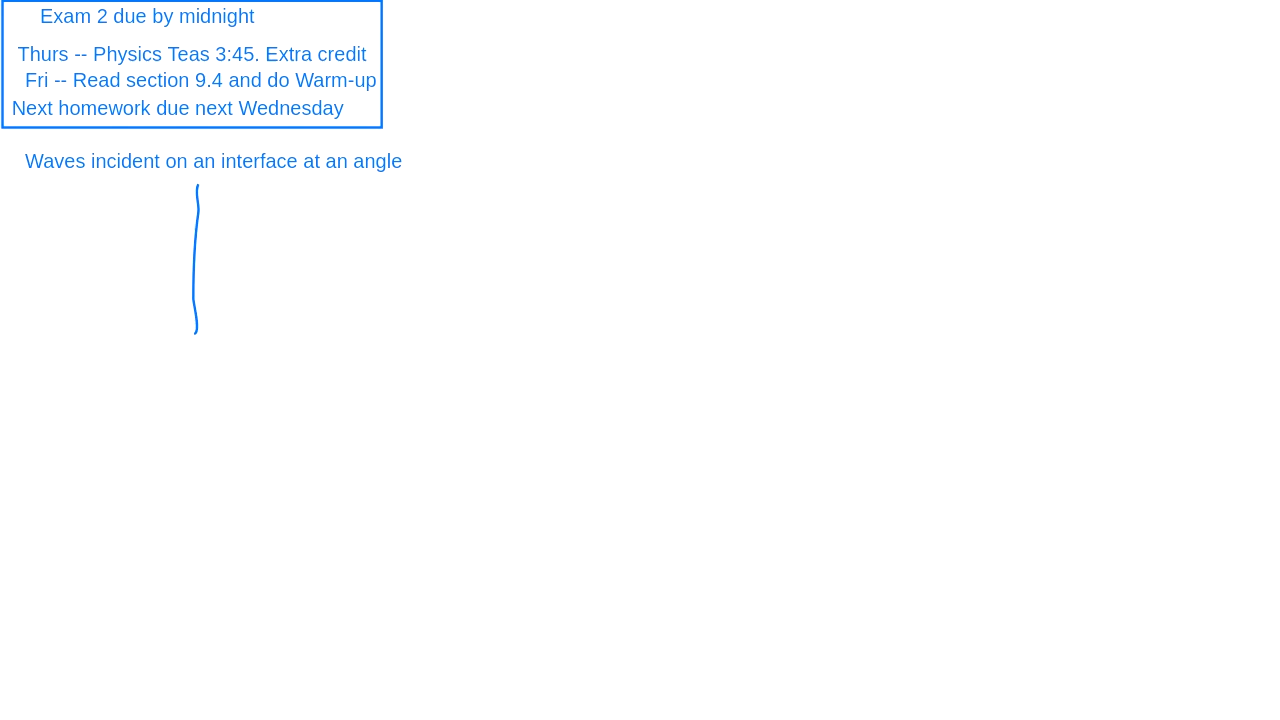 Exam 2 due by midnight
Thurs -- Physics Teas 3:45. Extra credit
Fri -- Read section 9.4 and do Warm-up
Next homework due next Wednesday
Waves incident on an interface at an angle